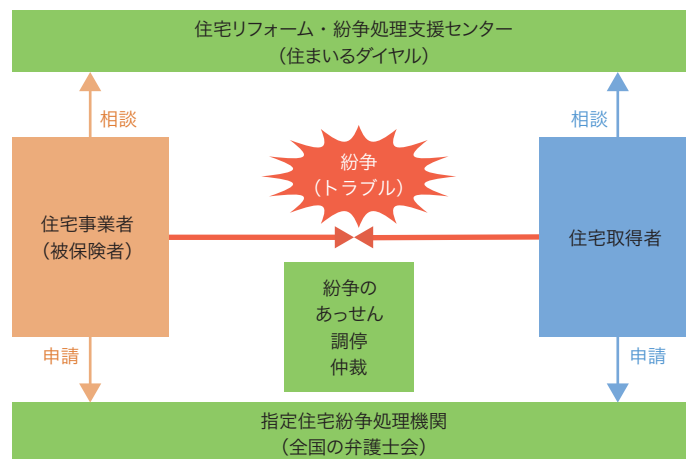 住宅リフォーム・紛争処理支援センター
（住まいるダイヤル）
相談
相談
紛争
（トラブル）
住宅事業者
（被保険者）
住宅取得者
紛争の
あっせん
調停
仲裁
申請
申請
指定住宅紛争処理機関
（全国の弁護士会）